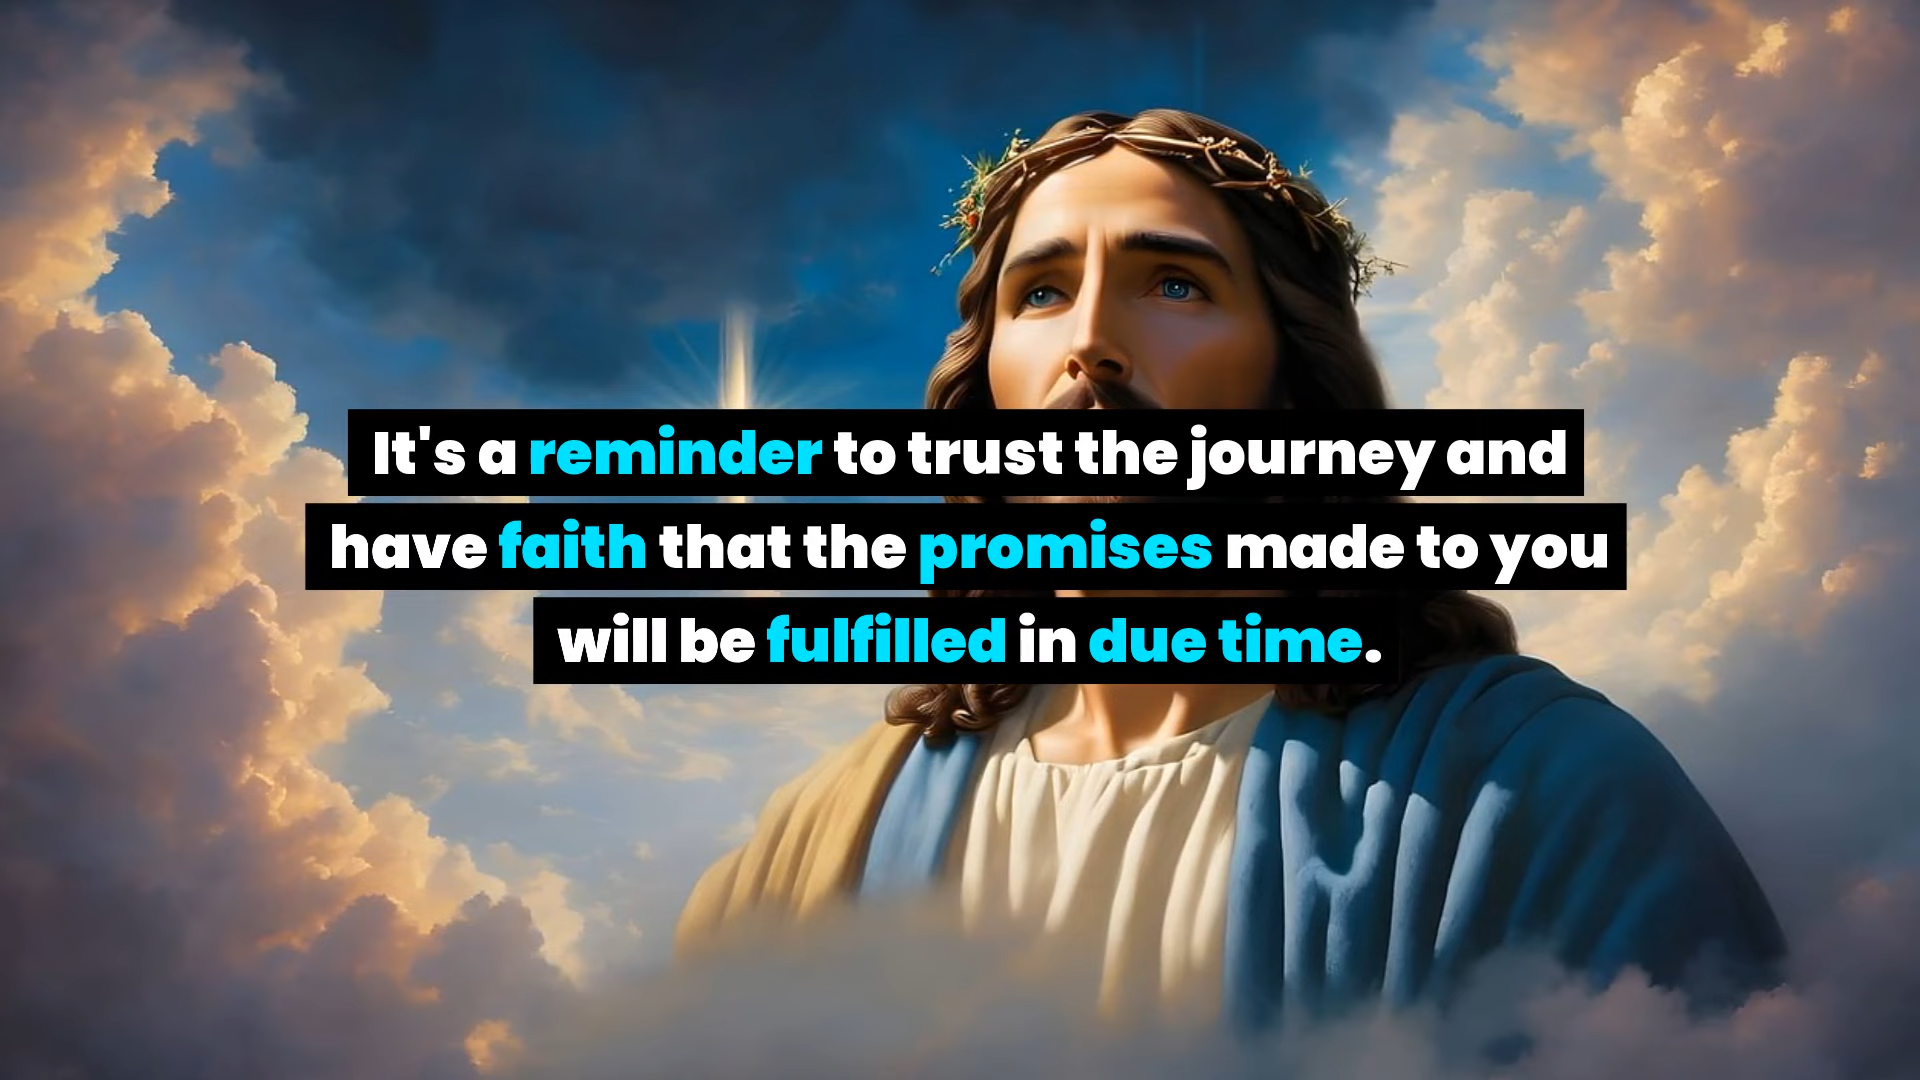 It's a reminder to trust the journey and
have faith that the promises made to you
will be fulfilled in due time.